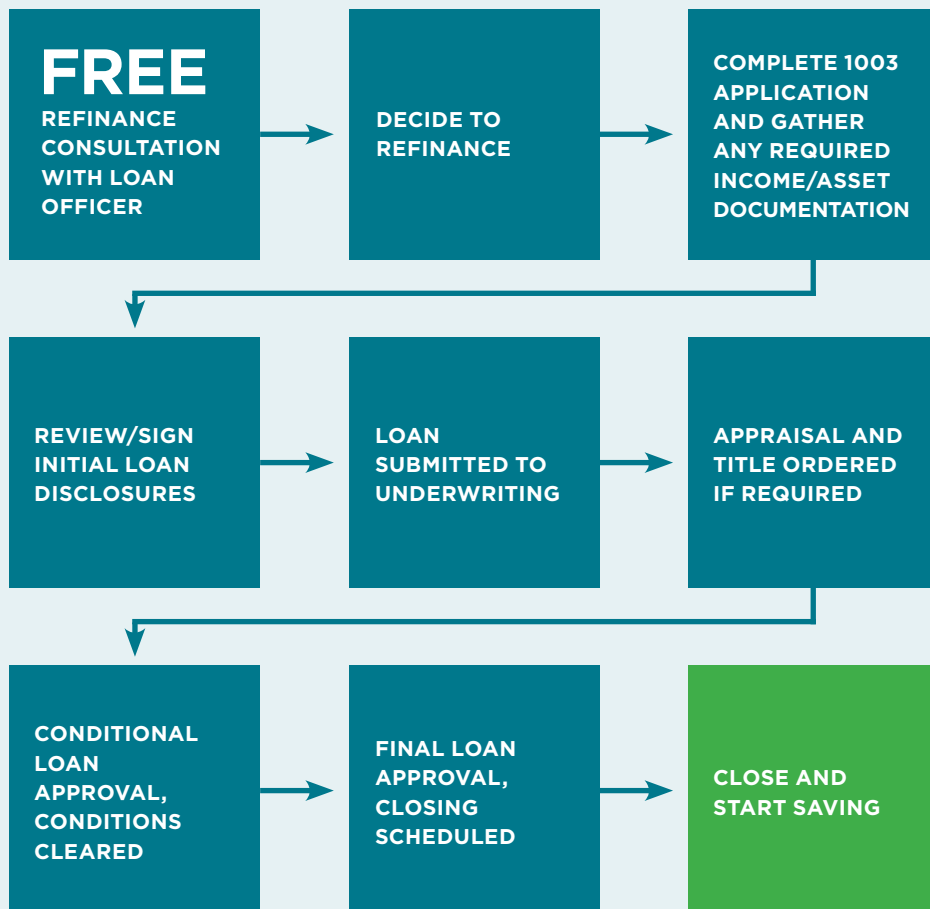 FREE
REFINANCE
CONSULTATION
WITH LOAN
OFFICER
DECIDE TO
REFINANCE
COMPLETE 1003
APPLICATION
AND GATHER
ANY REQUIRED
INCOME/ASSET
DOCUMENTATION
REVIEW/SIGN
INITIAL LOAN
DISCLOSURES
LOAN
SUBMITTED TO
UNDERWRITING
APPRAISAL AND
TITLE ORDERED
IF REQUIRED
CONDITIONAL
LOAN
APPROVAL,
CONDITIONS
CLEARED
FINAL LOAN
APPROVAL,
CLOSING
SCHEDULED
CLOSE AND
START SAVING